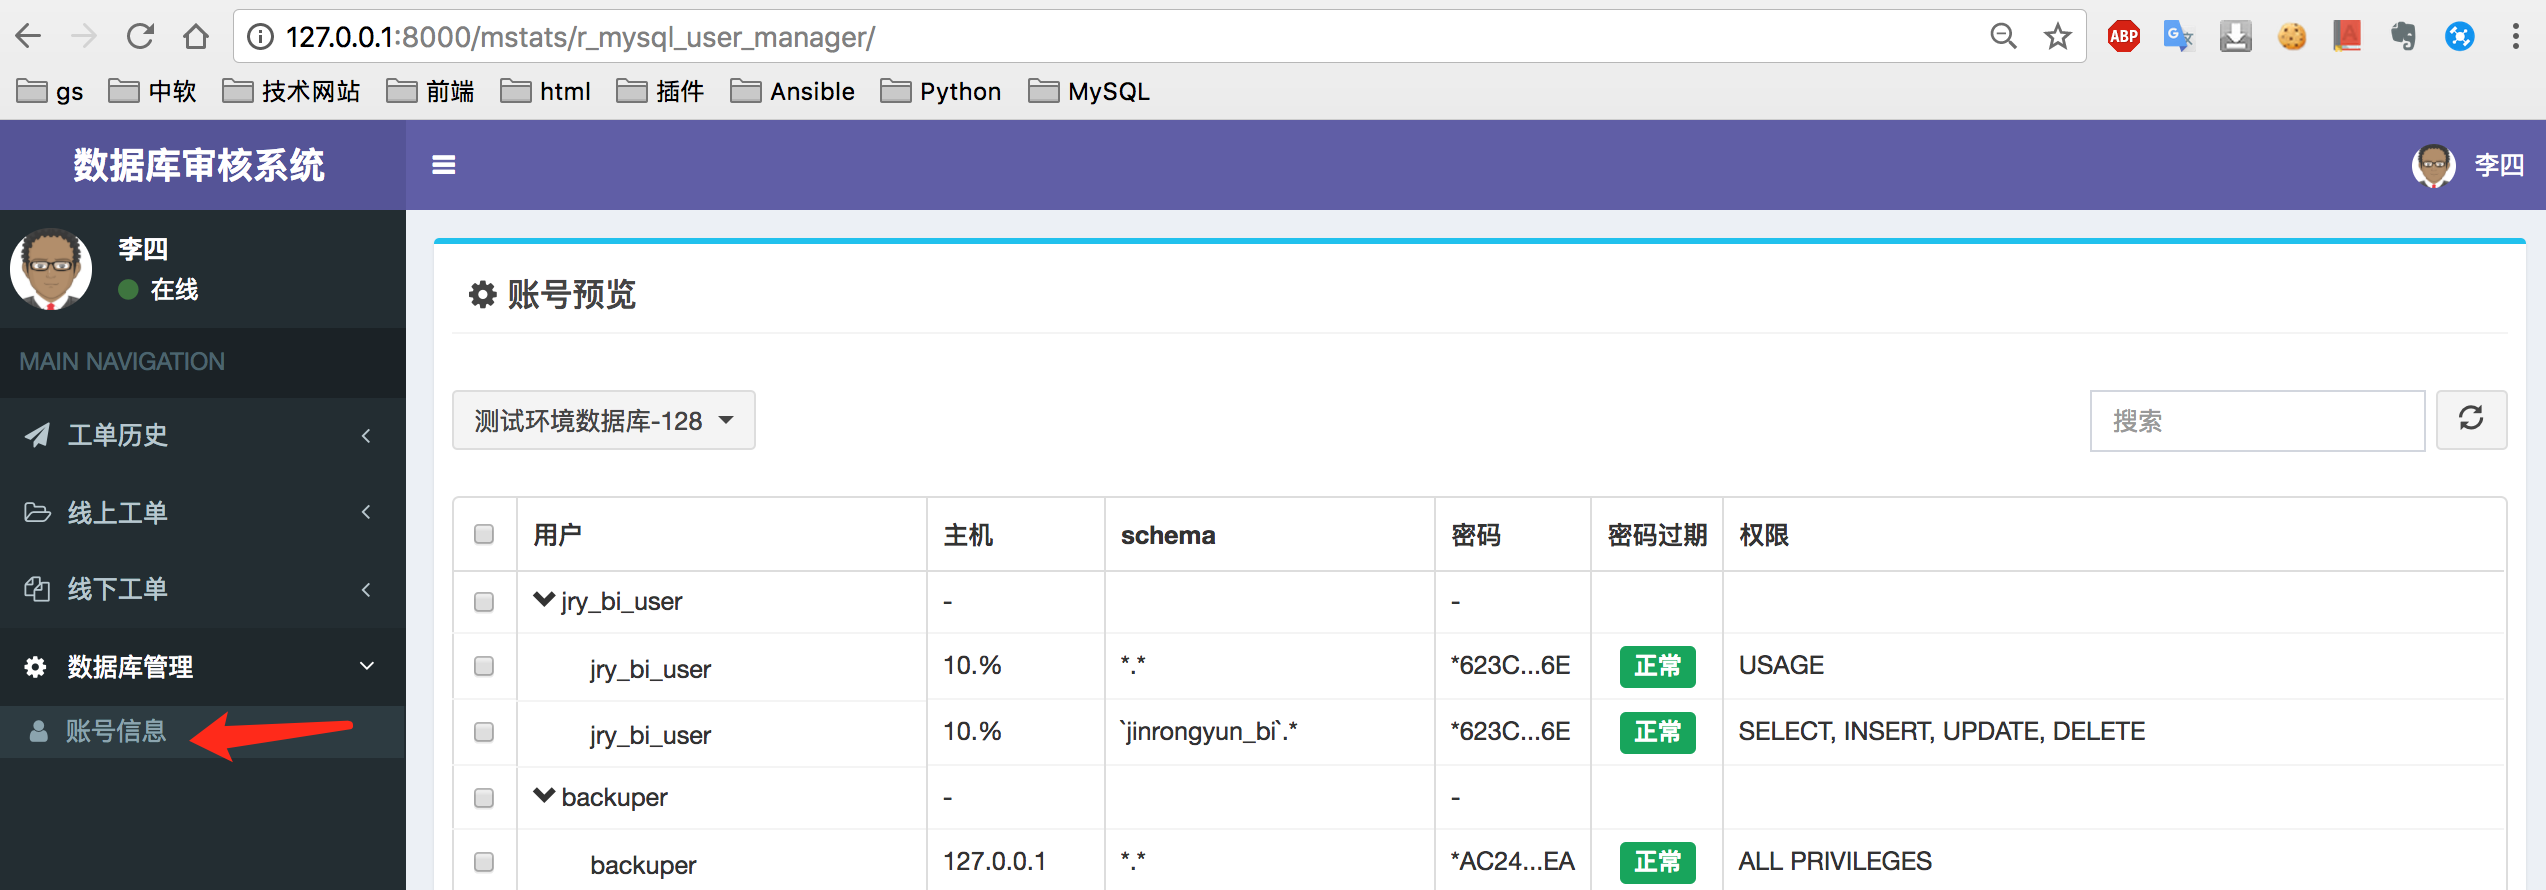 127.0.0.1:8000/mstats/r_mysql_user_manager/
ABP
gs 中软 技术网站 前端 html 插件 Ansible Python MySQL
数据库审核系统
李四
李四
在线
MAIN NAVIGATION
工单历史
线上工单
线下工单
数据库管理
账号信息
账号预览
测试环境数据库-128
搜索
用户 主机 schema 密码 密码过期 权限
jry_bi_user - -
jry_bi_user 10.% *.* *623C...6E 正常 USAGE
jry_bi_user 10.% `jinrongyun_bi`.* *623C...6E 正常 SELECT, INSERT, UPDATE, DELETE
backuper - -
backuper 127.0.0.1 *.* *AC24...EA 正常 ALL PRIVILEGES